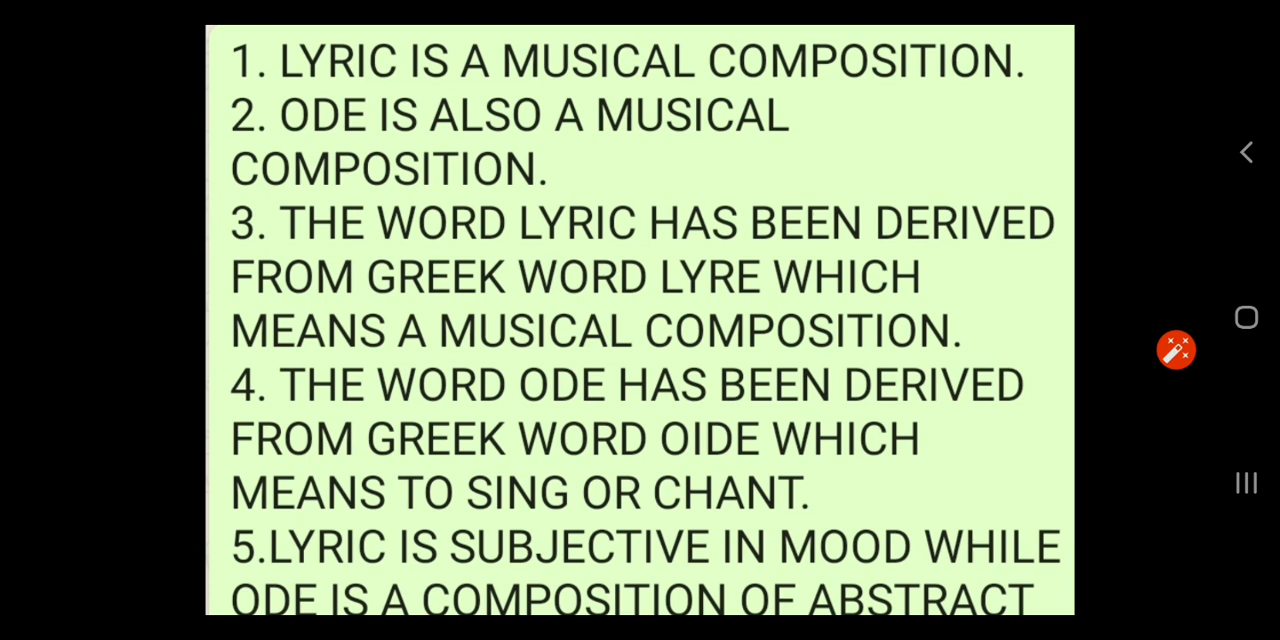 1. LYRIC IS A MUSICAL COMPOSITION.
2. ODE IS ALSO A MUSICAL
COMPOSITION.
3. THE WORD LYRIC HAS BEEN DERIVED
FROM GREEK WORD LYRE WHICH
MEANS A MUSICAL COMPOSITION.
4. THE WORD ODE HAS BEEN DERIVED
FROM GREEK WORD OIDE WHICH
MEANS TO SING OR CHANT.
5.LYRIC IS SUBJECTIVE IN MOOD WHILE
ODE IS A COMPOSITION OF ABSTRACT